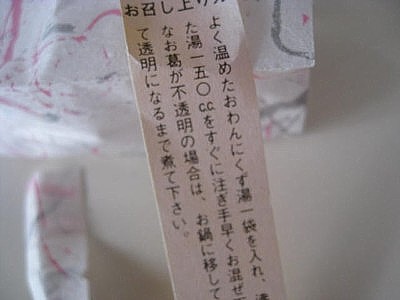 お召し上り方
よく温めたおわんにくず湯一袋を入れ、沸
た湯一五〇ccをすぐに注ぎ手早くお混ぜ下
なお葛が不透明の場合は、お鍋に移して
て透明になるまで煮て下さい。